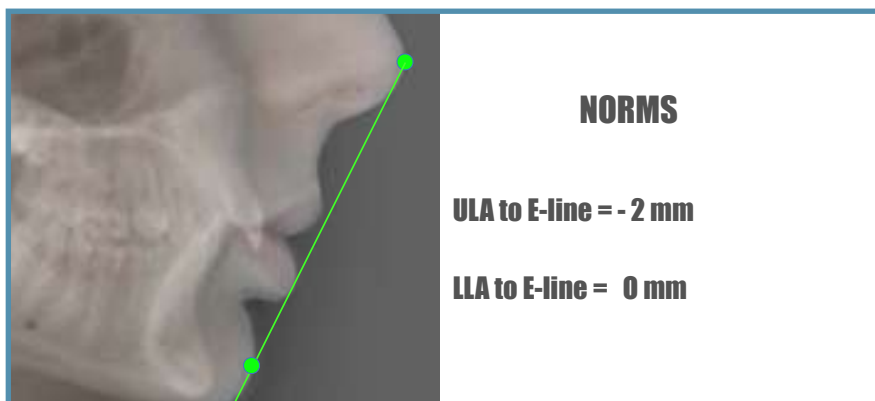 NORMS
ULA to E-line = - 2 mm
LLA to E-line =   0 mm